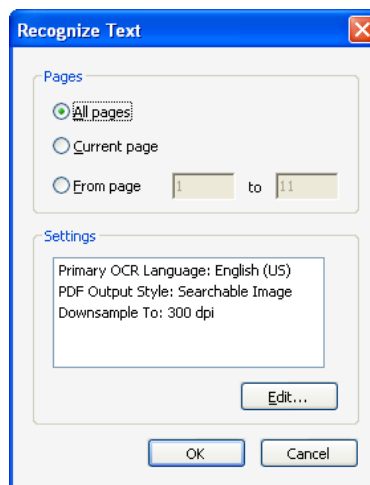 Recognize Text
Pages
All pages
Current page
From page 1 to 11
Settings
Primary OCR Language: English (US)
PDF Output Style: Searchable Image
Downsample To: 300 dpi
Edit...
OK Cancel